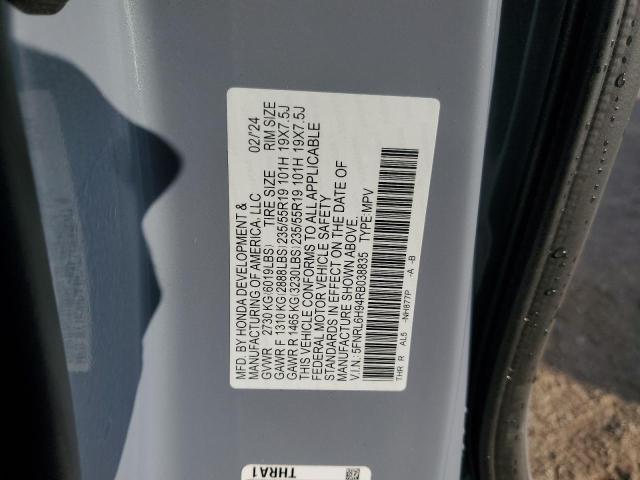 MFD. BY HONDA DEVELOPMENT &
MANUFACTURING OF AMERICA, LLC 02/'24
GVWR 2730 KG(6019LBS) TIRE SIZE RIM SIZE
GAWR F 1310 KG(2888LBS) 235/55R19 101H 19X7.5J
GAWR R 1465 KG(3230LBS) 235/55R19 101H 19X7.5J
THIS VEHICLE CONFORMS TO ALL APPLICABLE
FEDERAL MOTOR VEHICLE SAFETY
STANDARDS IN EFFECT ON THE DATE OF
MANUFACTURE SHOWN ABOVE.
V.I.N.: 5FNRL6H94RB038835 TYPE:MPV
THR R AL5 -NH877P -A -B
THRA1